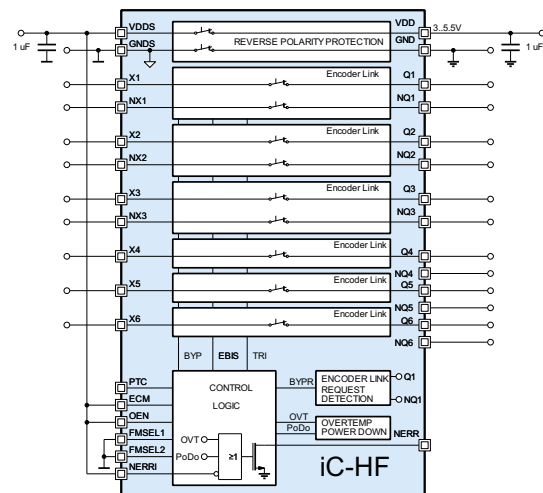 VDDS
VDD
3...5.5V
1 uF
GNDS
REVERSE POLARITY PROTECTION
GND
1 uF
X1
Encoder Link
Q1
NX1
NQ1
X2
Encoder Link
Q2
NX2
NQ2
X3
Encoder Link
Q3
NX3
NQ3
X4
Encoder Link
Q4
NQ4
X5
Encoder Link
Q5
NQ5
X6
Encoder Link
Q6
NQ6
BYP
EBIS
TRI
PTC
CONTROL
LOGIC
BYPR
ENCODER LINK
REQUEST
DETECTION
Q1
NQ1
ECM
OEN
OVT
PoDo
OVERTEMP
POWER DOWN
NERR
FMSEL1
OVT
FMSEL2
PoDo
≥1
NERRI
iC-HF